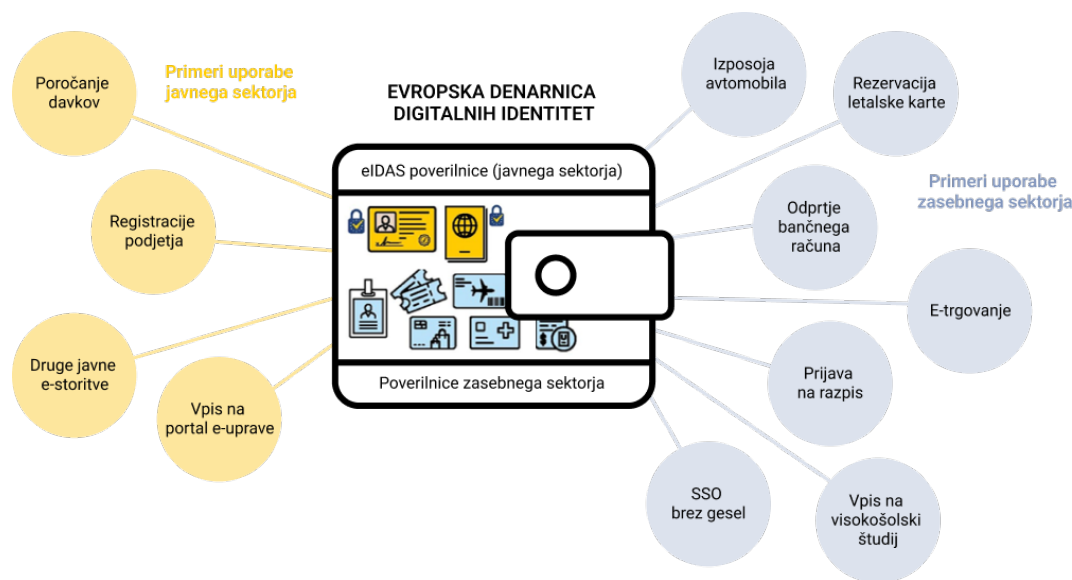 Poročanje
davkov
Primeri uporabe
javnega sektorja
Registracije
podjetja
Druge javne
e-storitve
Vpis na
portal e-uprave
EVROPSKA DENARNICA
DIGITALNIH IDENTITET
eIDAS poverilnice (javnega sektorja)
Poverilnice zasebnega sektorja
Izposoja
avtomobila
Rezervacija
letalske karte
Primeri uporabe
zasebnega sektorja
Odprtje
bančnega
računa
E-trgovanje
Prijava
na razpis
SSO
brez gesel
Vpis na
visokošolski
študij